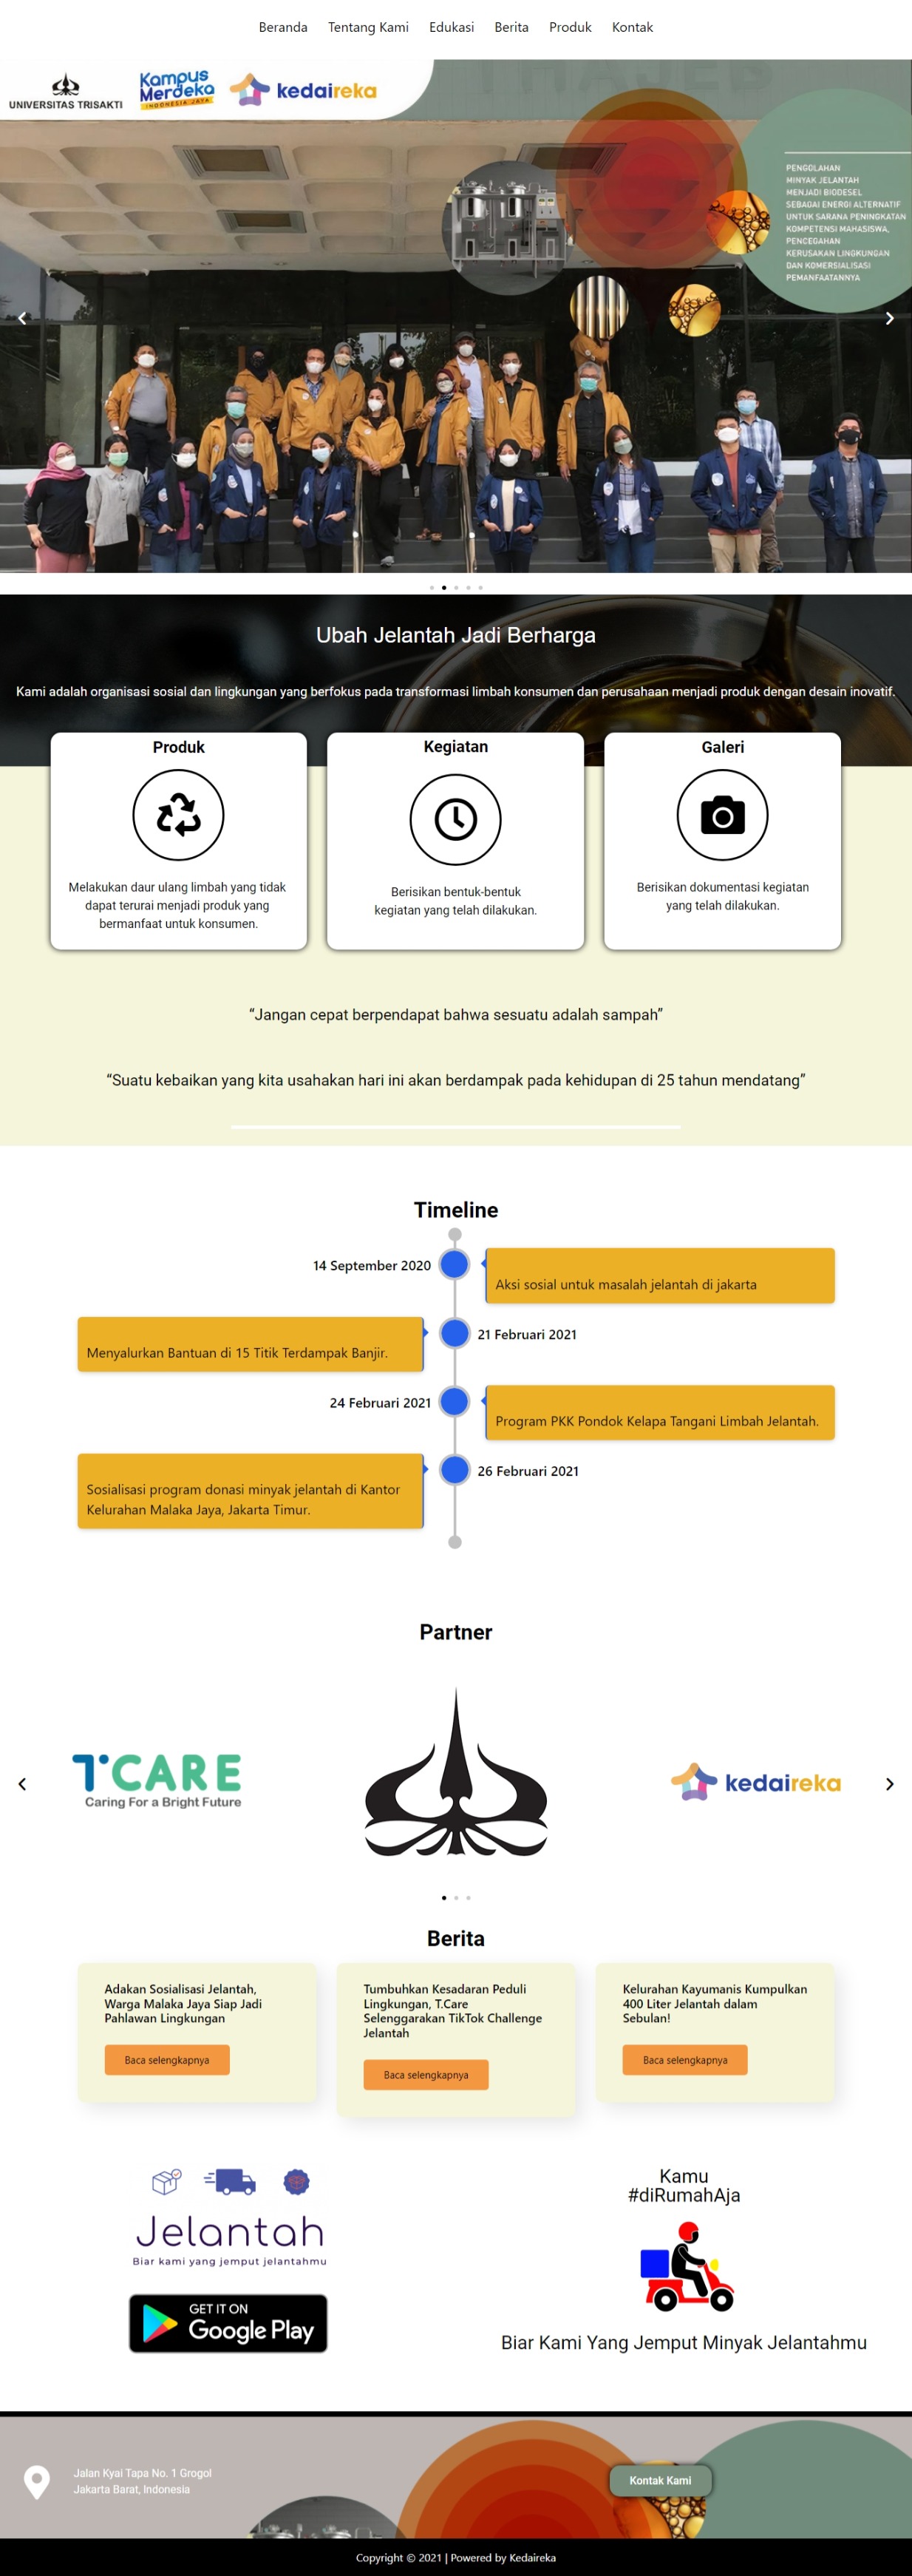 Beranda Tentang Kami Edukasi Berita Produk Kontak
UNIVERSITAS TRISAKTI
Kampus
Merdeka
INDONESIA JAYA
kedaireka
PENGOLAHAN
MINYAK JELANTAH
MENJADI BIODESEL
SEBAGAI ENERGI ALTERNATIF
UNTUK SARANA PENINGKATAN
KOMPETENSI MAHASISWA,
PENCEGAHAN
KERUSAKAN LINGKUNGAN
DAN KOMERSIALISASI
PEMANFAATANNYA
Ubah Jelantah Jadi Berharga
Kami adalah organisasi sosial dan lingkungan yang berfokus pada transformasi limbah konsumen dan perusahaan menjadi produk dengan desain inovatif.
Produk
Melakukan daur ulang limbah yang tidak
dapat terurai menjadi produk yang
bermanfaat untuk konsumen.
Kegiatan
Berisikan bentuk-bentuk
kegiatan yang telah dilakukan.
Galeri
Berisikan dokumentasi kegiatan
yang telah dilakukan.
“Jangan cepat berpendapat bahwa sesuatu adalah sampah”
“Suatu kebaikan yang kita usahakan hari ini akan berdampak pada kehidupan di 25 tahun mendatang”
Timeline
14 September 2020
Aksi sosial untuk masalah jelantah di jakarta
21 Februari 2021
Menyalurkan Bantuan di 15 Titik Terdampak Banjir.
24 Februari 2021
Program PKK Pondok Kelapa Tangani Limbah Jelantah.
26 Februari 2021
Sosialisasi program donasi minyak jelantah di Kantor
Kelurahan Malaka Jaya, Jakarta Timur.
Partner
T CARE
Caring For a Bright Future
kedaireka
Berita
Adakan Sosialisasi Jelantah,
Warga Malaka Jaya Siap Jadi
Pahlawan Lingkungan
Baca selengkapnya
Tumbuhkan Kesadaran Peduli
Lingkungan, T.Care
Selenggarakan TikTok Challenge
Jelantah
Baca selengkapnya
Kelurahan Kayumanis Kumpulkan
400 Liter Jelantah dalam
Sebulan!
Baca selengkapnya
Jelantah
Biar kami yang jemput jelantahmu
GET IT ON
Google Play
Kamu
#diRumahAja
Biar Kami Yang Jemput Minyak Jelantahmu
Jalan Kyai Tapa No. 1 Grogol
Jakarta Barat, Indonesia
Kontak Kami
Copyright © 2021 | Powered by Kedaireka